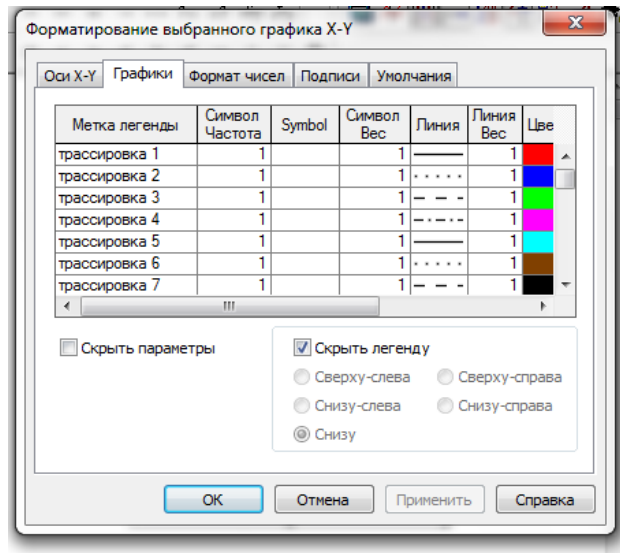 Форматирование выбранного графика X-Y
Оси X-Y Графики Формат чисел Подписи Умолчания
Метка легенды Символ Частота Symbol Символ Вес Линия Линия Вес Цве
трассировка 1 1 1 1
трассировка 2 1 1 1
трассировка 3 1 1 1
трассировка 4 1 1 1
трассировка 5 1 1 1
трассировка 6 1 1 1
трассировка 7 1 1 1
Скрыть параметры Скрыть легенду
Сверху-слева Сверху-справа
Снизу-слева Снизу-справа
Снизу
OK Отмена Применить Справка